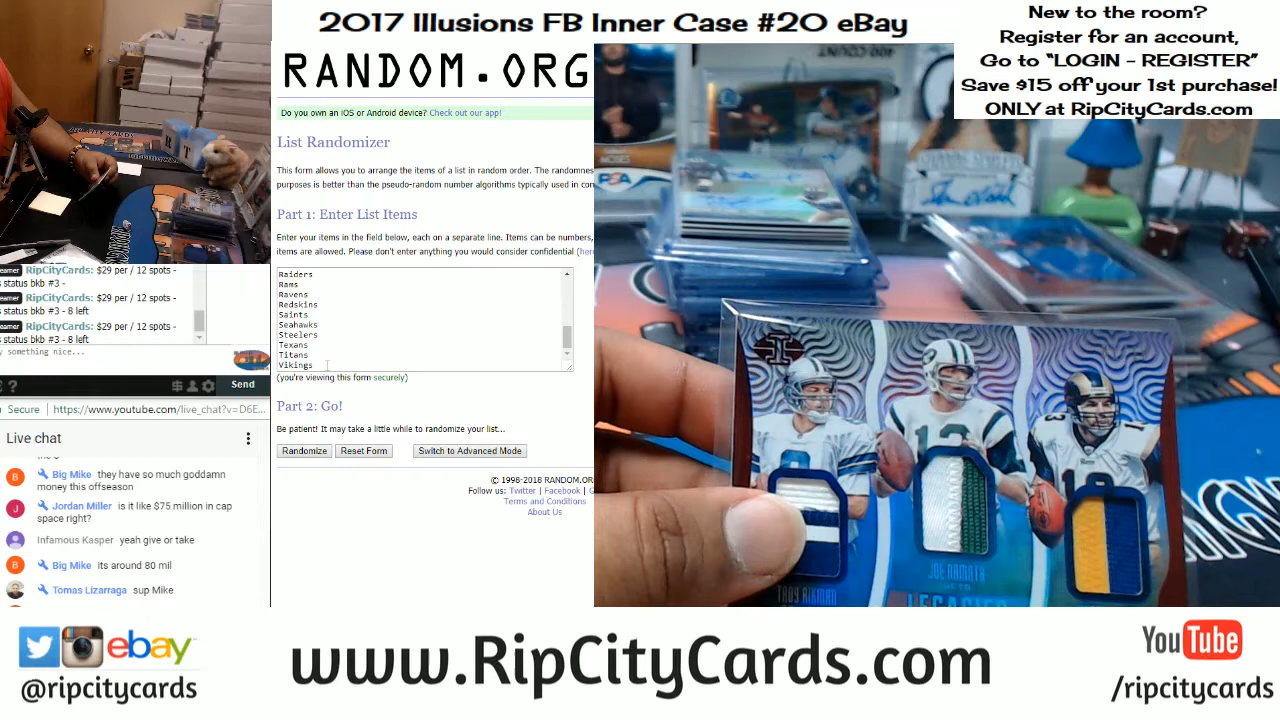 2017 Illusions FB Inner Case #20 eBay
New to the room?
Register for an account,
Go to "LOGIN - REGISTER"
Save $15 off your 1st purchase!
ONLY at RipCityCards.com
RANDOM.ORG
Do you own an iOS or Android device? Check out our app!
List Randomizer
This form allows you to arrange the items of a list in random order. The randomnes
purposes is better than the pseudo-random number algorithms typically used in con
Part 1: Enter List Items
Enter your items in the field below, each on a separate line. Items can be numbers,
items are allowed. Please don't enter anything you would consider confidential (her
Raiders
Rams
Ravens
Redskins
Saints
Seahawks
Steelers
Texans
Titans
Vikings
(you're viewing this form securely)
Part 2: Go!
Be patient! It may take a little while to randomize your list...
Randomize
Reset Form
Switch to Advanced Mode
© 1998-2018 RANDOM.OR
Follow us: Twitter | Facebook | G
Terms and Conditions
About Us
eamer RipCityCards: $29 per / 12 spots -
s status bkb #3 -
eamer RipCityCards: $29 per / 12 spots -
s status bkb #3 - 8 left
eamer RipCityCards: $29 per / 12 spots -
s status bkb #3 - 8 left
y something nice...
Send
Secure https://www.youtube.com/live_chat?v=D6E...
Live chat
Big Mike they have so much goddamn
money this offseason
Jordan Miller is it like $75 million in cap
space right?
Infamous Kasper yeah give or take
Big Mike its around 80 mil
Tomas Lizarraga sup Mike
PSA
TROY AIKMAN
JOE NAMATH
LEGACIES
ebay
@ripcitycards
www.RipCityCards.com
YouTube
/ripcitycards